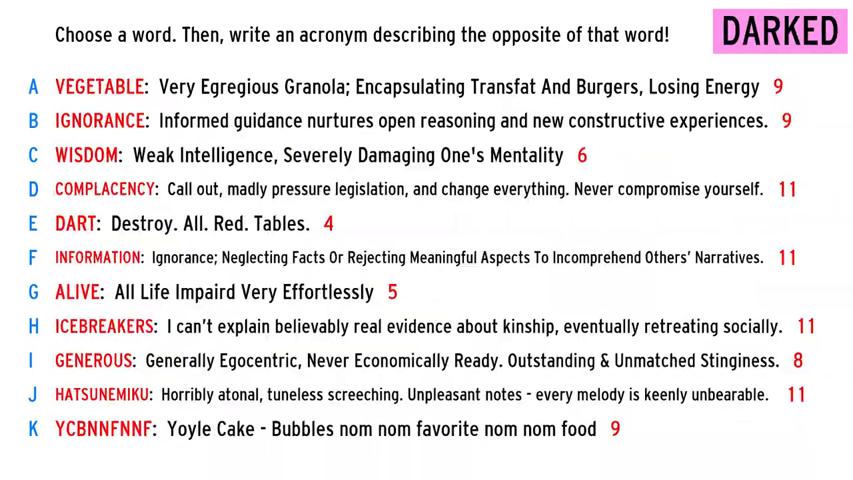 Choose a word. Then, write an acronym describing the opposite of that word!
DARKED
A VEGETABLE: Very Egregious Granola; Encapsulating Transfat And Burgers, Losing Energy 9
B IGNORANCE: Informed guidance nurtures open reasoning and new constructive experiences. 9
C WISDOM: Weak Intelligence, Severely Damaging One's Mentality 6
D COMPLACENCY: Call out, madly pressure legislation, and change everything. Never compromise yourself. 11
E DART: Destroy. All. Red. Tables. 4
F INFORMATION: Ignorance; Neglecting Facts Or Rejecting Meaningful Aspects To Incomprehend Others’ Narratives. 11
G ALIVE: All Life Impaird Very Effortlessly 5
H ICEBREAKERS: I can’t explain believably real evidence about kinship, eventually retreating socially. 11
I GENEROUS: Generally Egocentric, Never Economically Ready. Outstanding & Unmatched Stinginess. 8
J HATSUNEMIKU: Horribly atonal, tuneless screeching. Unpleasant notes - every melody is keenly unbearable. 11
K YCBNNFNNF: Yoyle Cake - Bubbles nom nom favorite nom nom food 9